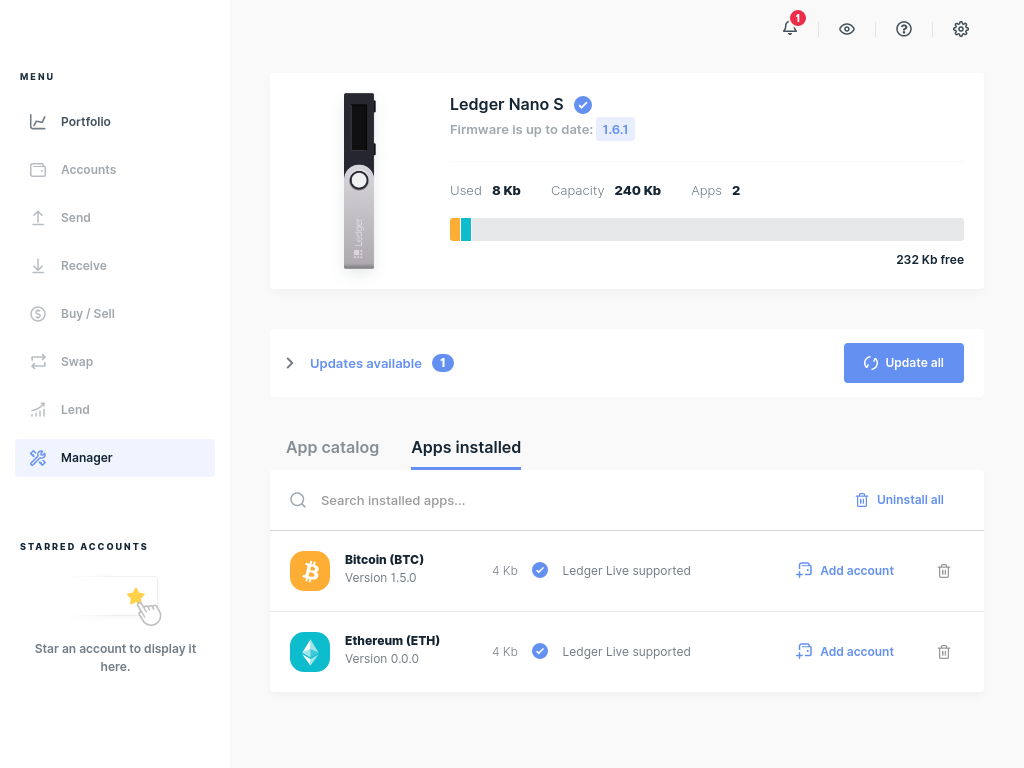 1
MENU
Portfolio
Accounts
Send
Receive
Buy / Sell
Swap
Lend
Manager
STARRED ACCOUNTS
Star an account to display it
here.
Ledger
Ledger Nano S
Firmware is up to date: 1.6.1
Used 8 Kb Capacity 240 Kb Apps 2
232 Kb free
Updates available 1
Update all
App catalog Apps installed
Search installed apps...
Uninstall all
Bitcoin (BTC)
Version 1.5.0
4 Kb Ledger Live supported Add account
Ethereum (ETH)
Version 0.0.0
4 Kb Ledger Live supported Add account